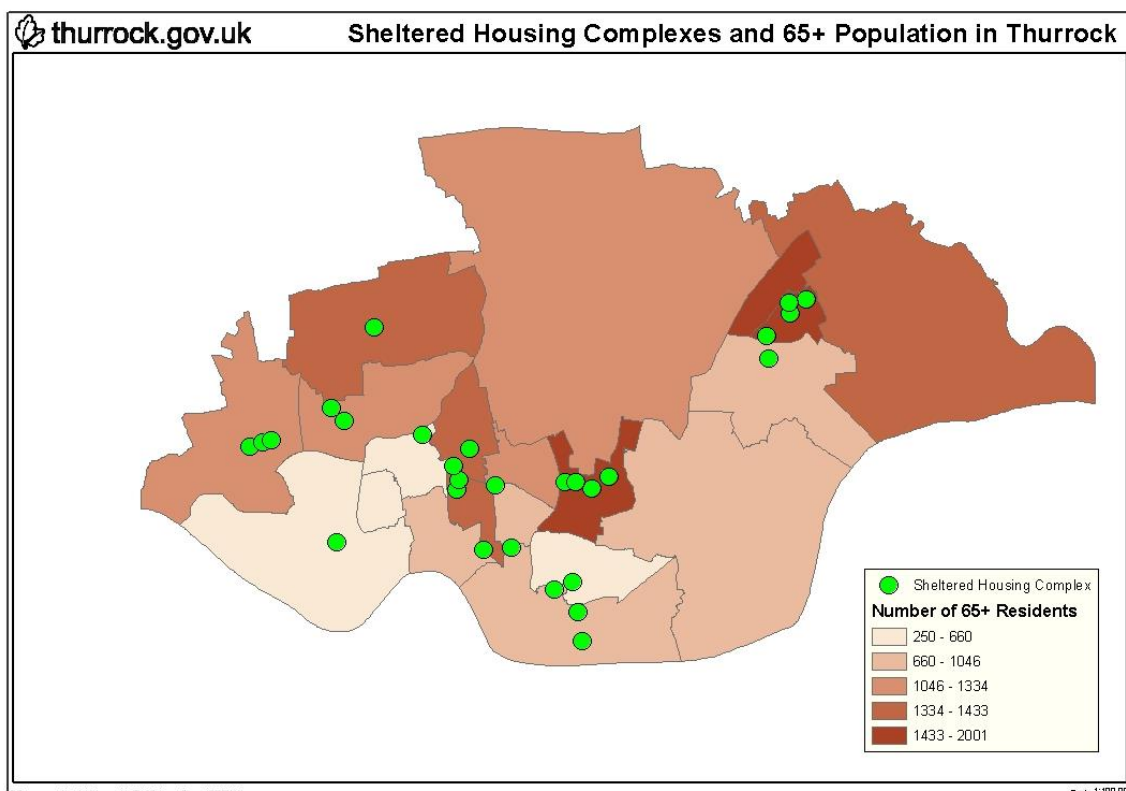 thurrock.gov.uk
Sheltered Housing Complexes and 65+ Population in Thurrock
Sheltered Housing Complex
Number of 65+ Residents
250 - 660
660 - 1046
1046 - 1334
1334 - 1433
1433 - 2001